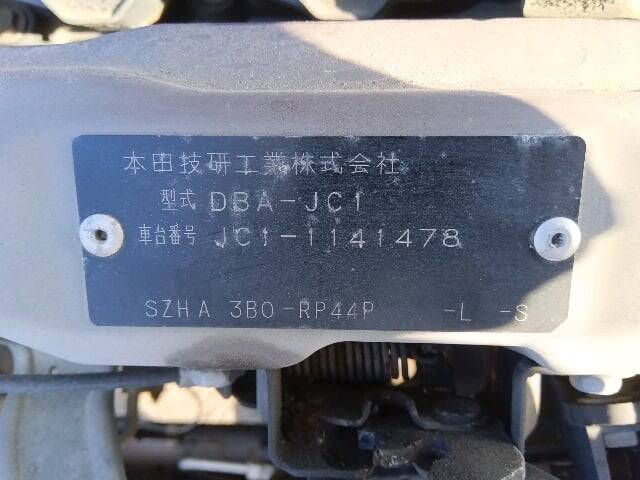 本田技研工業株式会社
型式 DBA-JC1
車台番号 JC1-1141478
SZHA 3B0-RP44P -L -S